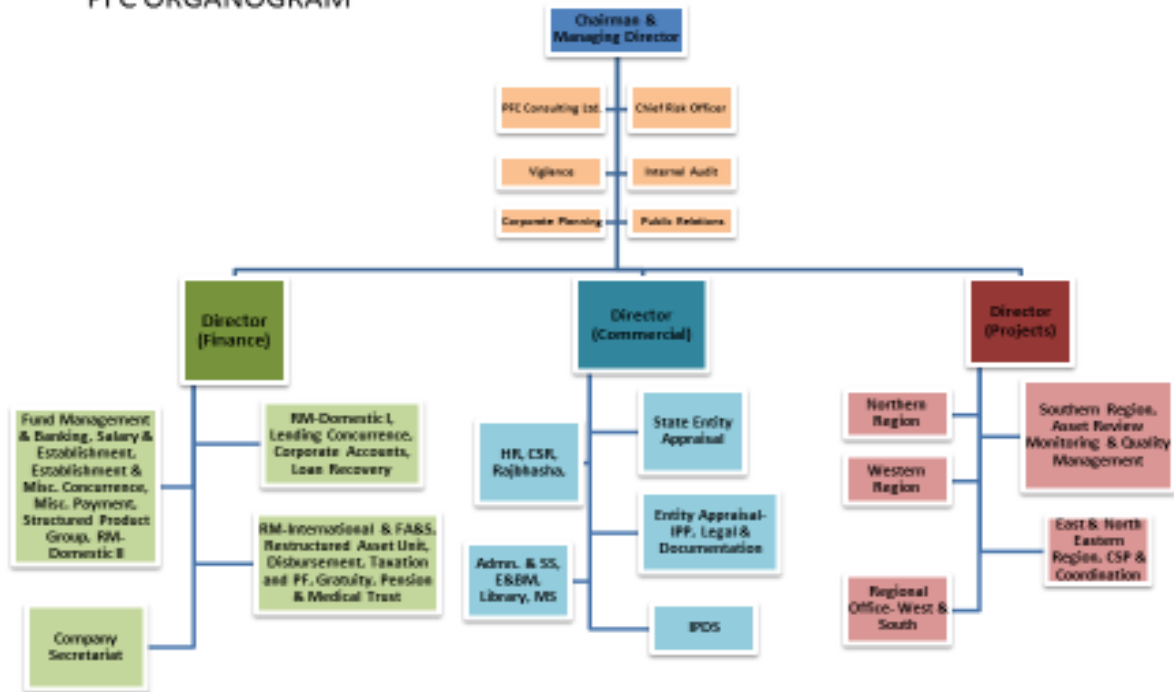 PFC ORGANOGRAM
Chairman &
Managing Director
PFC Consulting Ltd.
Chief Risk Officer
Vigilance
Internal Audit
Corporate Planning
Public Relations
Director
(Finance)
Director
(Commercial)
Director
(Projects)
Fund Management
& Banking, Salary &
Establishment,
Establishment &
Misc. Concurrence,
Misc. Payment,
Structured Product
Group, RM-
Domestic II
RM-Domestic I,
Lending Concurrence,
Corporate Accounts,
Loan Recovery
RM-International & FA&S,
Restructured Asset Unit,
Disbursement, Taxation
and PF, Gratuity, Pension
& Medical Trust
Company
Secretariat
HR, CSR,
Rajbhasha,
State Entity
Appraisal
Entity Appraisal-
IPP, Legal &
Documentation
Admn. & SS,
E&BM,
Library, MS
IPDS
Northern
Region
Southern Region,
Asset Review
Monitoring & Quality
Management
Western
Region
East & North
Eastern
Region, CSP &
Coordination
Regional
Office- West &
South